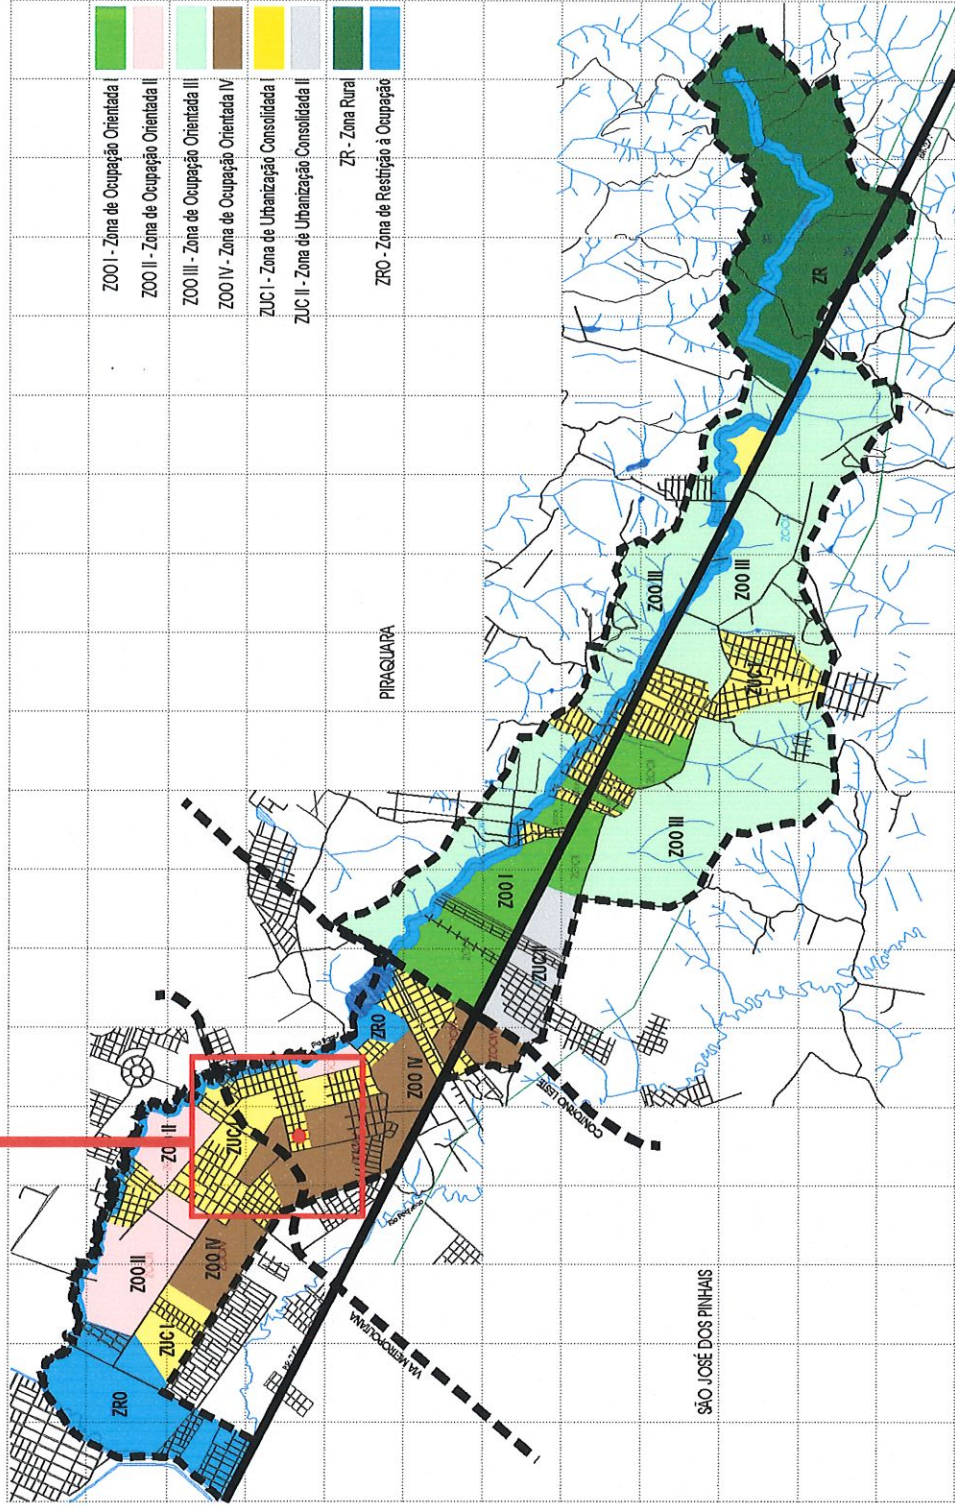 ZOO I - Zona de Ocupação Orientada I
ZOO II - Zona de Ocupação Orientada II
ZOO III - Zona de Ocupação Orientada III
ZOO IV - Zona de Ocupação Orientada IV
ZUC I - Zona de Urbanização Consolidada I
ZUC II - Zona de Urbanização Consolidada II
ZR - Zona Rural
ZRO - Zona de Restrição à Ocupação
ZRO
ZUC I
ZOO II
ZOO IV
ZOO II
ZUC I
ZOO IV
ZRO
ZOO I
ZUC
ZOO III
ZUC I
ZOO III
ZOO III
ZR
PIRAQUARA
SÃO JOSÉ DOS PINHAIS
VIA METROPOLITANA
CONTORNO LESTE